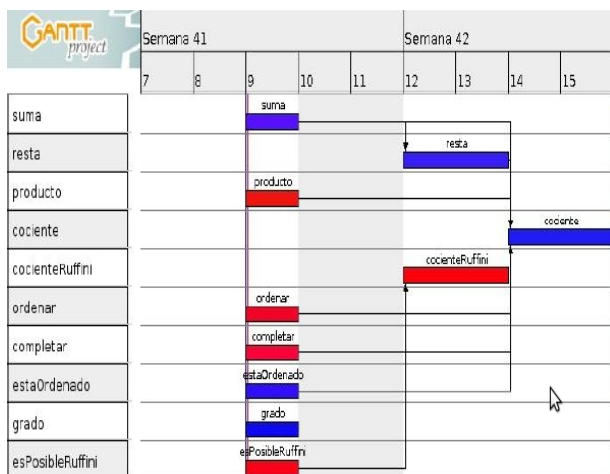 GANTT
project
Semana 41
Semana 42
7 8 9 10 11 12 13 14 15
suma
suma
resta
resta
producto
producto
cociente
cociente
cocienteRuffini
cocienteRuffini
ordenar
ordenar
completar
completar
estaOrdenado
estaOrdenado
grado
grado
esPosibleRuffini
esPosibleRuffini